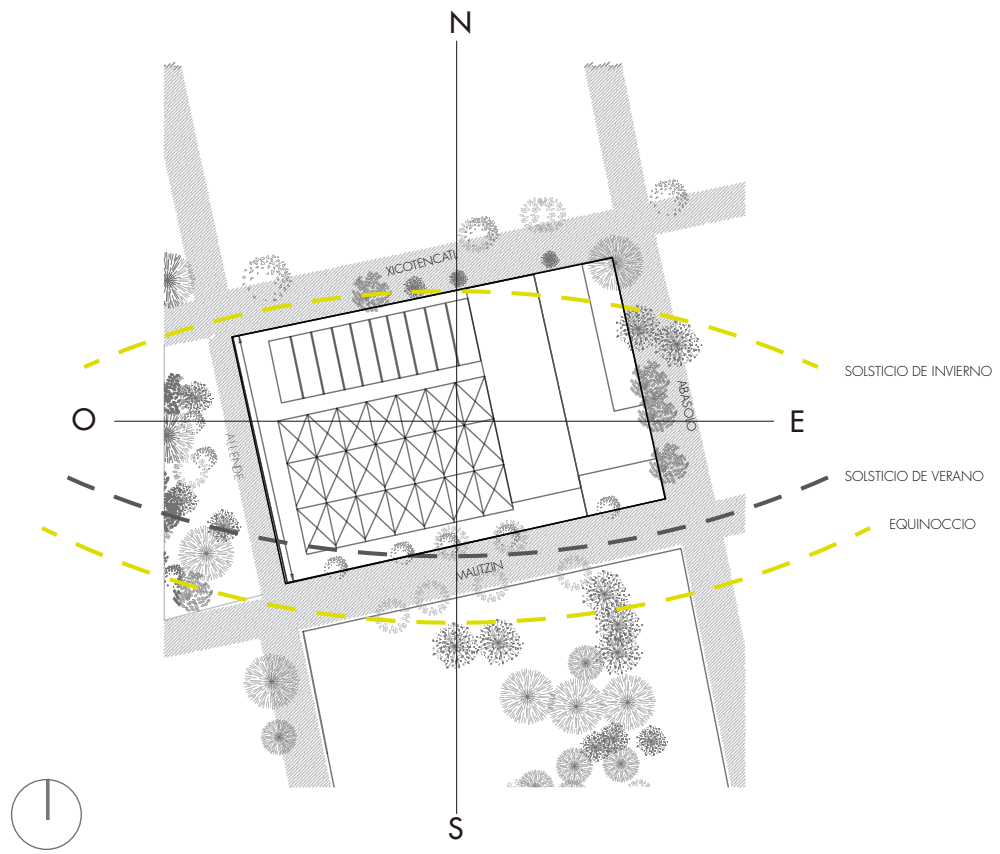 N
XICOTENCATL
SOLSTICIO DE INVIERNO
O
E
ABASOLO
ALLENDE
SOLSTICIO DE VERANO
EQUINOCCIO
MALITZIN
S